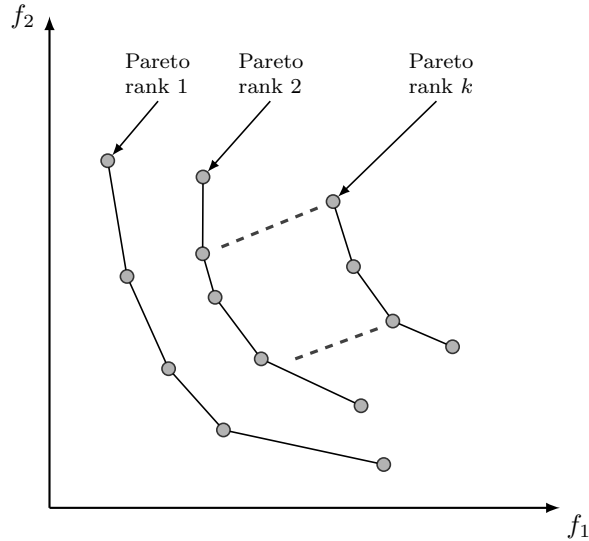 f₂
Pareto
rank 1
Pareto
rank 2
Pareto
rank k
f₁